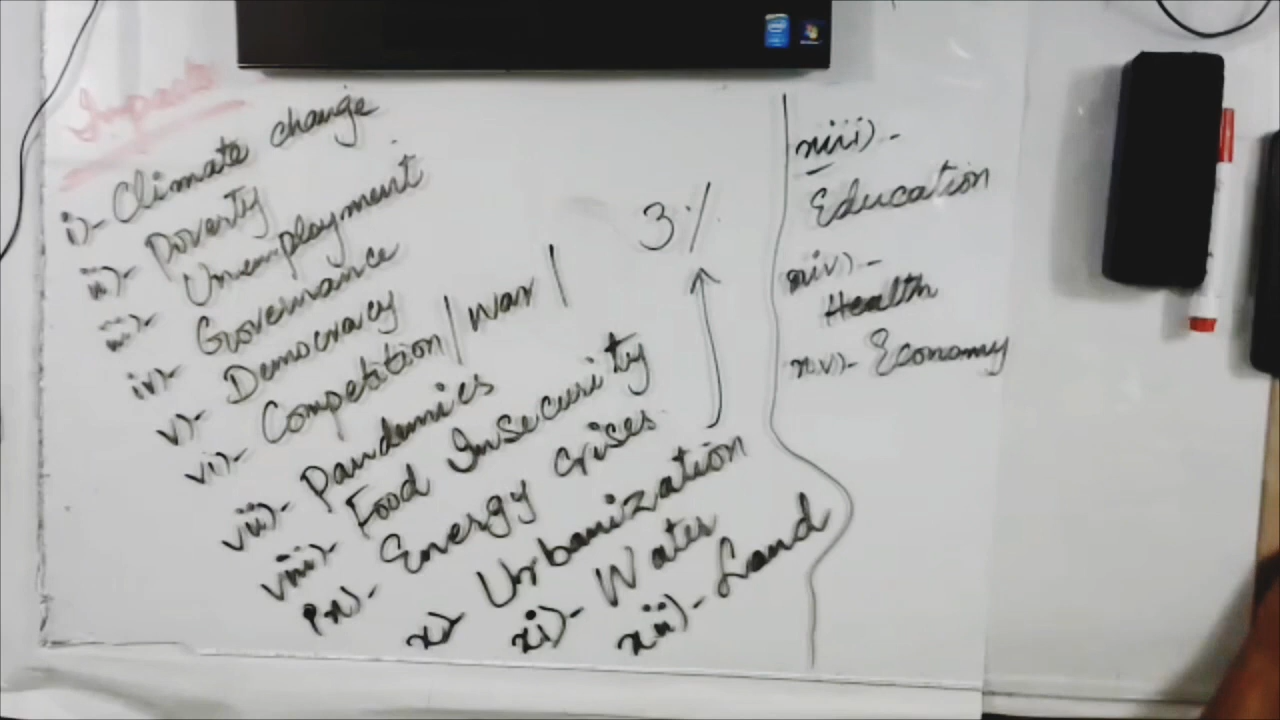 Impacts
i)- Climate change
ii)- Poverty
iii)- Unemployment
iv)- Governance
v)- Democracy
vi)- Competition / war /
vii)- Pandemics
viii)- Food Insecurity
ix)- Energy crises
x)- Urbanization
xi)- Water
xii)- Land
3%
xiii)-
Education
xiv)-
Health
xv)- Economy